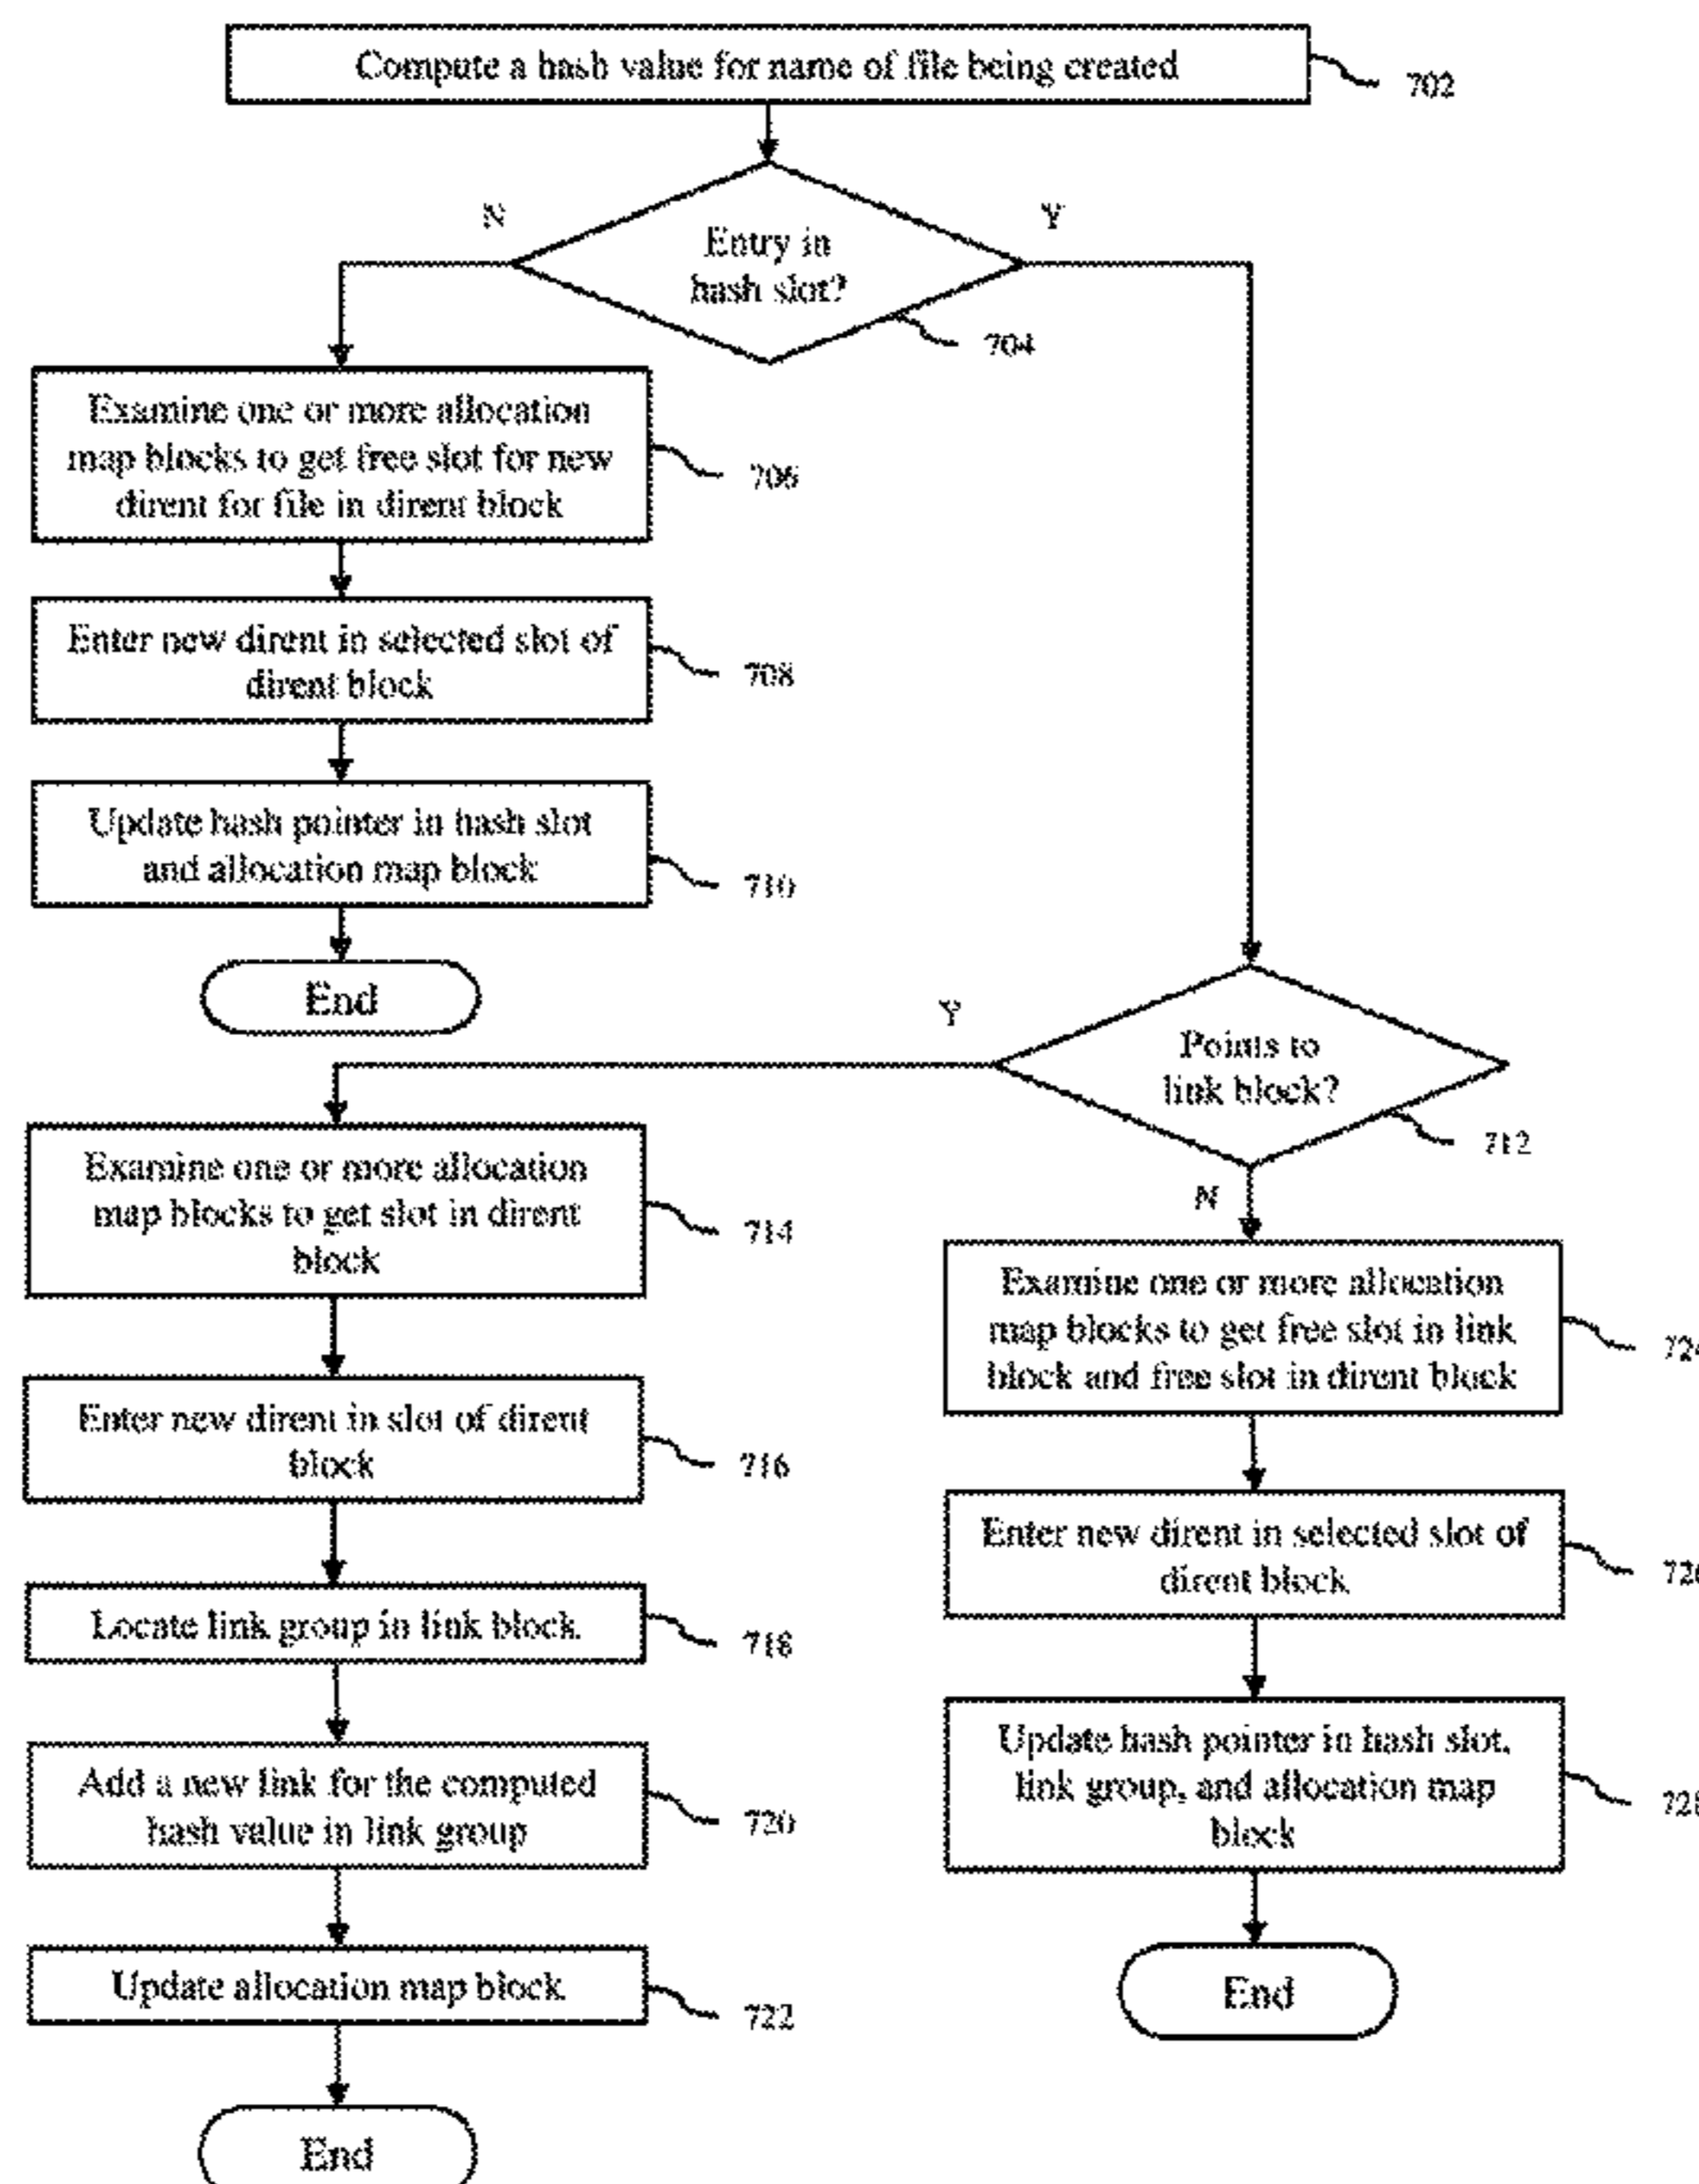 Compute a hash value for name of file being created
702
N
Y
Entry in
hash slot?
704
Examine one or more allocation
map blocks to get free slot for new
dirent for file in dirent block
706
Enter new dirent in selected slot of
dirent block
708
Update hash pointer in hash slot
and allocation map block
710
End
Y
Points to
link block?
712
N
Examine one or more allocation
map blocks to get slot in dirent
block
714
Enter new dirent in slot of dirent
block
716
Locate link group in link block.
718
Add a new link for the computed
hash value in link group
720
Update allocation map block
722
End
Examine one or more allocation
map blocks to get free slot in link
block and free slot in dirent block
724
Enter new dirent in selected slot of
dirent block
726
Update hash pointer in hash slot,
link group, and allocation map
block
728
End